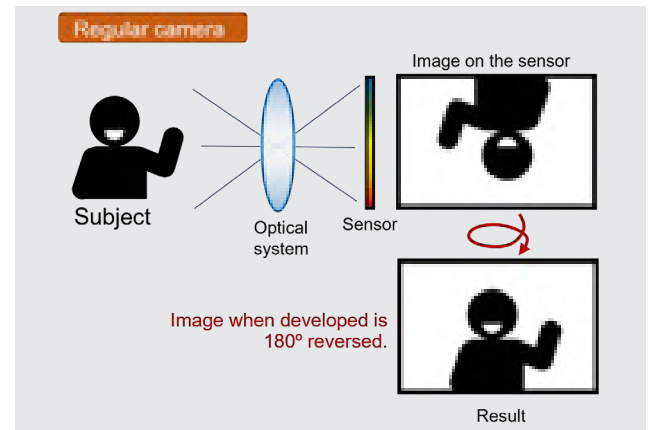 Regular camera
Image on the sensor
Subject
Optical
system
Sensor
Image when developed is
180º reversed.
Result